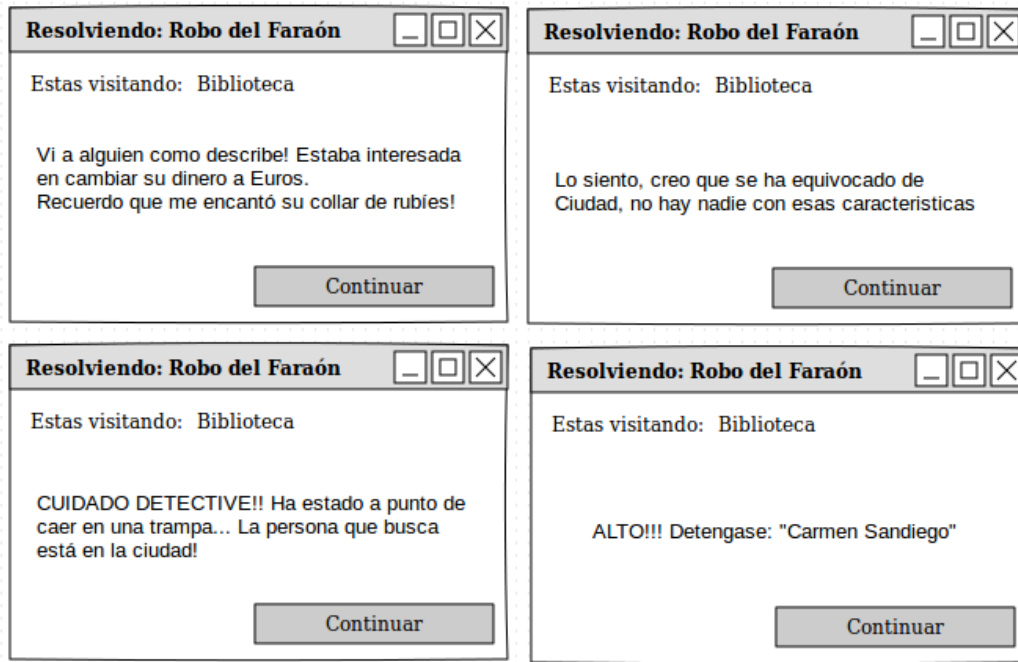 Resolviendo: Robo del Faraón
Estas visitando: Biblioteca
Vi a alguien como describe! Estaba interesada
en cambiar su dinero a Euros.
Recuerdo que me encantó su collar de rubíes!
Continuar
Resolviendo: Robo del Faraón
Estas visitando: Biblioteca
Lo siento, creo que se ha equivocado de
Ciudad, no hay nadie con esas caracteristicas
Continuar
Resolviendo: Robo del Faraón
Estas visitando: Biblioteca
CUIDADO DETECTIVE!! Ha estado a punto de
caer en una trampa... La persona que busca
está en la ciudad!
Continuar
Resolviendo: Robo del Faraón
Estas visitando: Biblioteca
ALTO!!! Detengase: "Carmen Sandiego"
Continuar